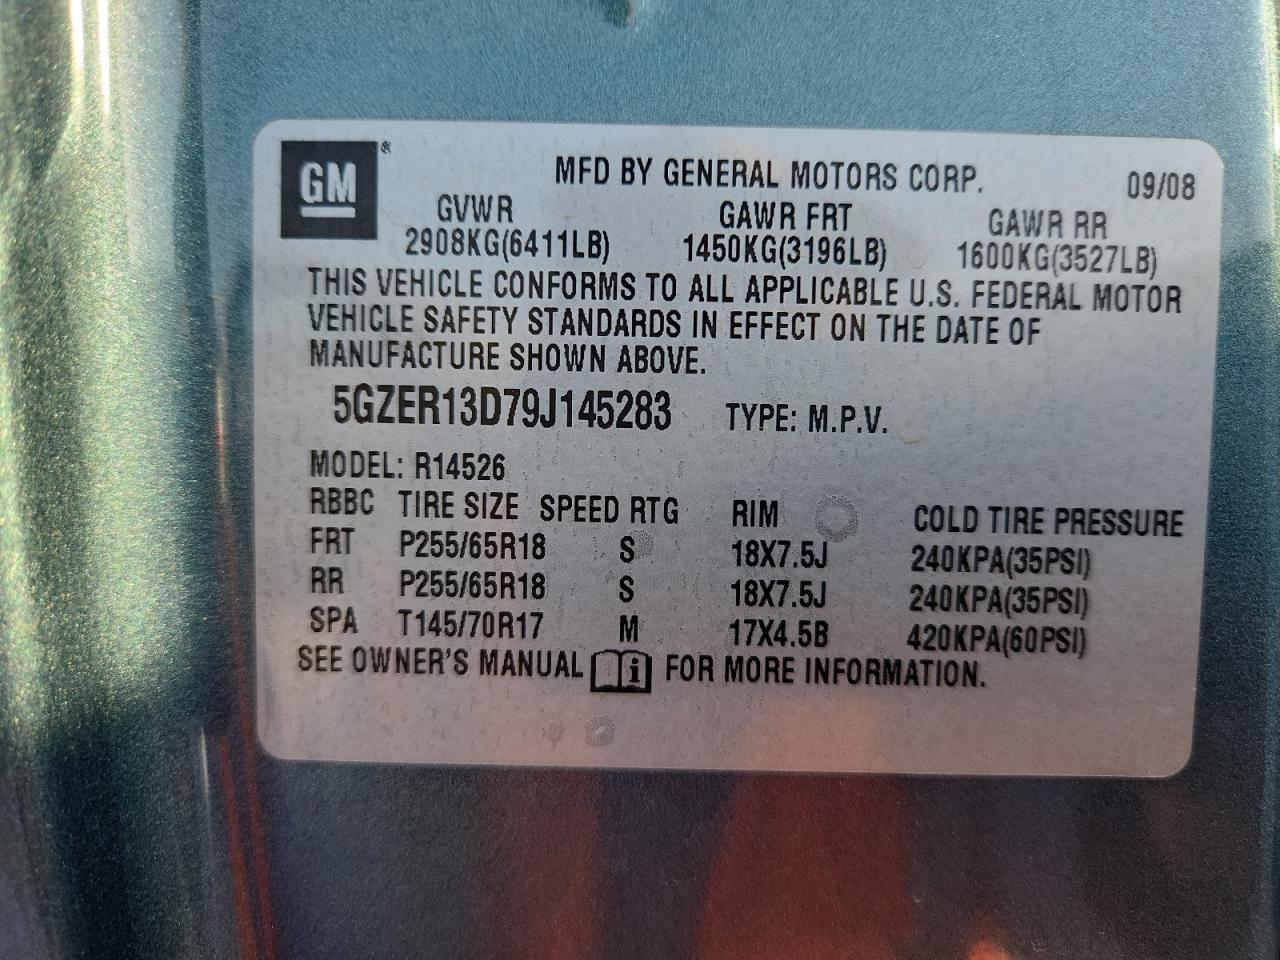 GM®
MFD BY GENERAL MOTORS CORP. 09/08
GVWR GAWR FRT GAWR RR
2908KG(6411LB) 1450KG(3196LB) 1600KG(3527LB)
THIS VEHICLE CONFORMS TO ALL APPLICABLE U.S. FEDERAL MOTOR
VEHICLE SAFETY STANDARDS IN EFFECT ON THE DATE OF
MANUFACTURE SHOWN ABOVE.
5GZER13D79J145283 TYPE: M.P.V.
MODEL: R14526
RBBC TIRE SIZE SPEED RTG RIM COLD TIRE PRESSURE
FRT P255/65R18 S 18X7.5J 240KPA(35PSI)
RR P255/65R18 S 18X7.5J 240KPA(35PSI)
SPA T145/70R17 M 17X4.5B 420KPA(60PSI)
SEE OWNER'S MANUAL i FOR MORE INFORMATION.